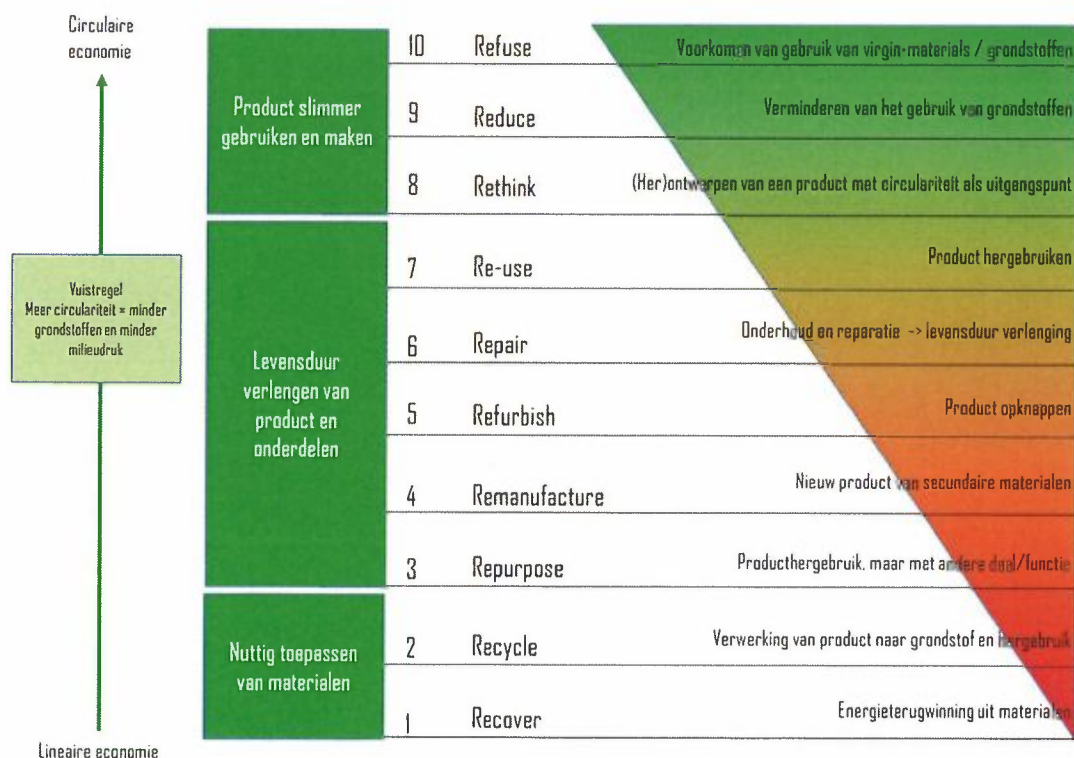 Circulaire
economie
Vuistregel
Meer circulariteit = minder
grondstoffen en minder
milieudruk
Lineaire economie
Product slimmer
gebruiken en maken
10 Refuse Voorkomen van gebruik van virgin-materials / grondstoffen
9 Reduce Verminderen van het gebruik van grondstoffen
8 Rethink (Her)ontwerpen van een product met circulariteit als uitgangspunt
Levensduur
verlengen van
product en
onderdelen
7 Re-use Product hergebruiken
6 Repair Onderhoud en reparatie -> levensduur verlenging
5 Refurbish Product opknappen
4 Remanufacture Nieuw product van secundaire materialen
3 Repurpose Producthergebruik, maar met andere doel/functie
Nuttig toepassen
van materialen
2 Recycle Verwerking van product naar grondstof en hergebruik
1 Recover Energieterugwinning uit materialen